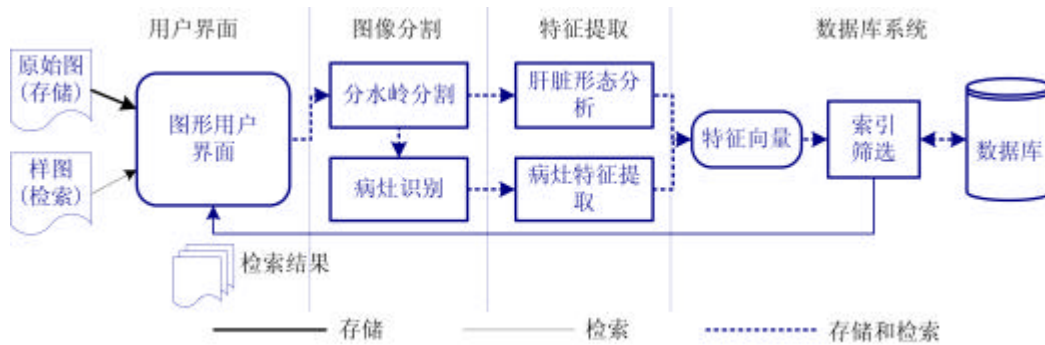 用户界面
图像分割
特征提取
数据库系统
原始图
(存储)
样图
(检索)
图形用户
界面
分水岭分割
病灶识别
肝脏形态分
析
病灶特征提
取
特征向量
索引
筛选
数据库
检索结果
存储
检索
存储和检索